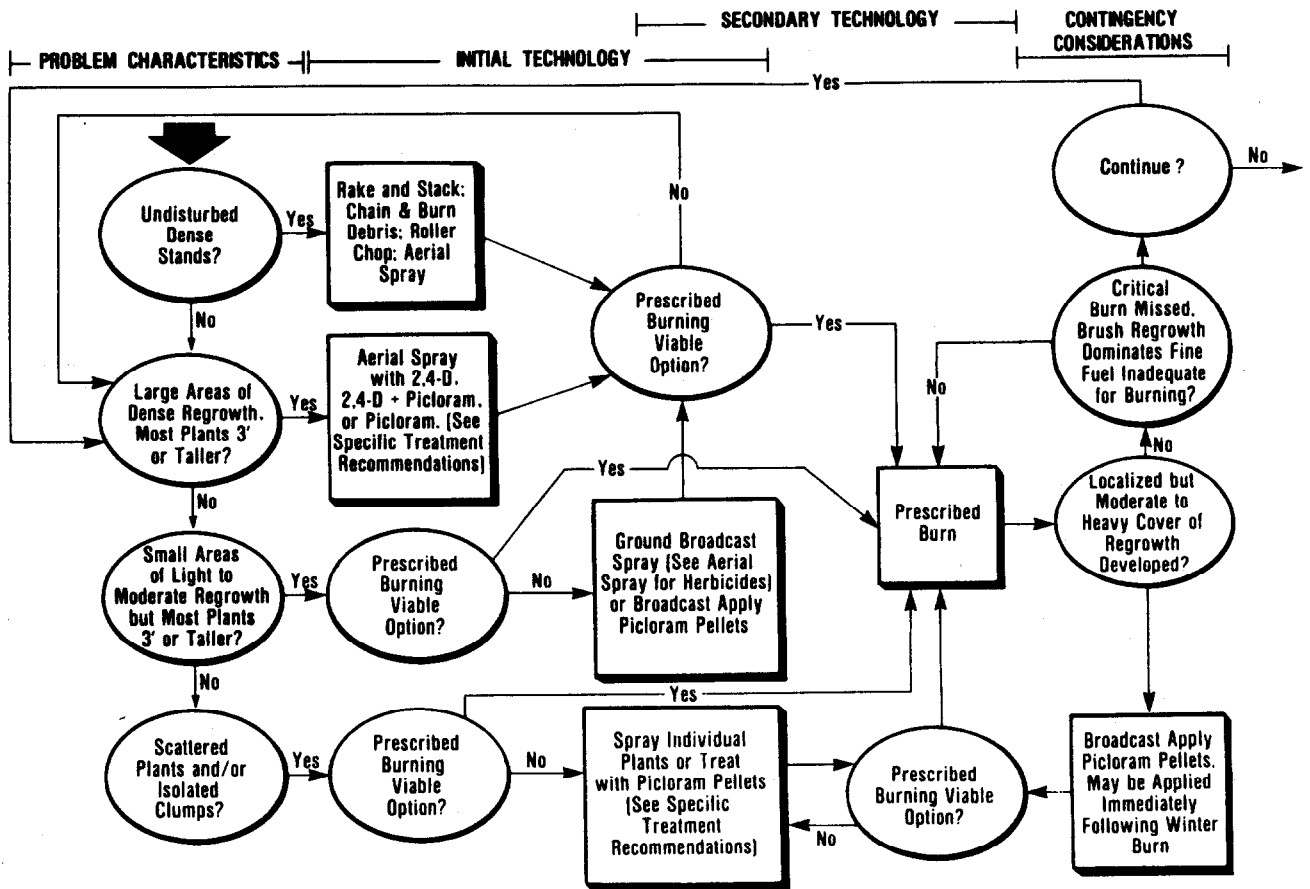 SECONDARY TECHNOLOGY
CONTINGENCY
CONSIDERATIONS
PROBLEM CHARACTERISTICS
INITIAL TECHNOLOGY
Yes
Undisturbed
Dense
Stands?
Yes
Rake and Stack;
Chain & Burn
Debris; Roller
Chop; Aerial
Spray
No
Continue ?
No
No
Prescribed
Burning
Viable
Option?
Yes
Critical
Burn Missed,
Brush Regrowth
Dominates Fine
Fuel Inadequate
for Burning?
Large Areas of
Dense Regrowth,
Most Plants 3'
or Taller?
Yes
Aerial Spray
with 2,4-D,
2,4-D + Picloram,
or Picloram. (See
Specific Treatment
Recommendations)
No
No
No
Small Areas
of Light to
Moderate Regrowth
but Most Plants
3' or Taller?
Yes
Prescribed
Burning
Viable
Option?
Yes
No
Ground Broadcast
Spray (See Aerial
Spray for Herbicides)
or Broadcast Apply
Picloram Pellets
Prescribed
Burn
Localized but
Moderate to
Heavy Cover of
Regrowth
Developed?
No
Scattered
Plants and/or
Isolated
Clumps?
Yes
Prescribed
Burning
Viable
Option?
Yes
No
Spray Individual
Plants or Treat
with Picloram Pellets
(See Specific
Treatment
Recommendations)
No
Prescribed
Burning Viable
Option?
Broadcast Apply
Picloram Pellets.
May be Applied
Immediately
Following Winter
Burn